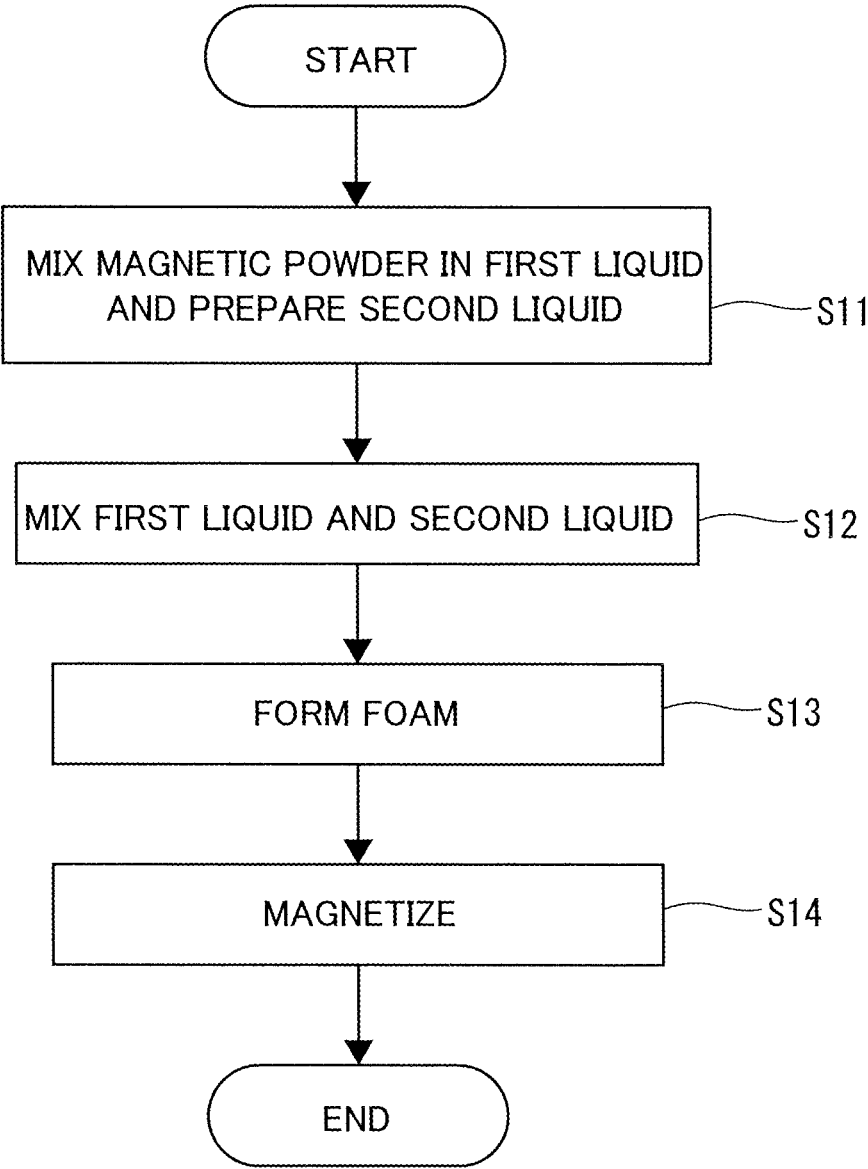 START
MIX MAGNETIC POWDER IN FIRST LIQUID
AND PREPARE SECOND LIQUID
S11
MIX FIRST LIQUID AND SECOND LIQUID
S12
FORM FOAM
S13
MAGNETIZE
S14
END